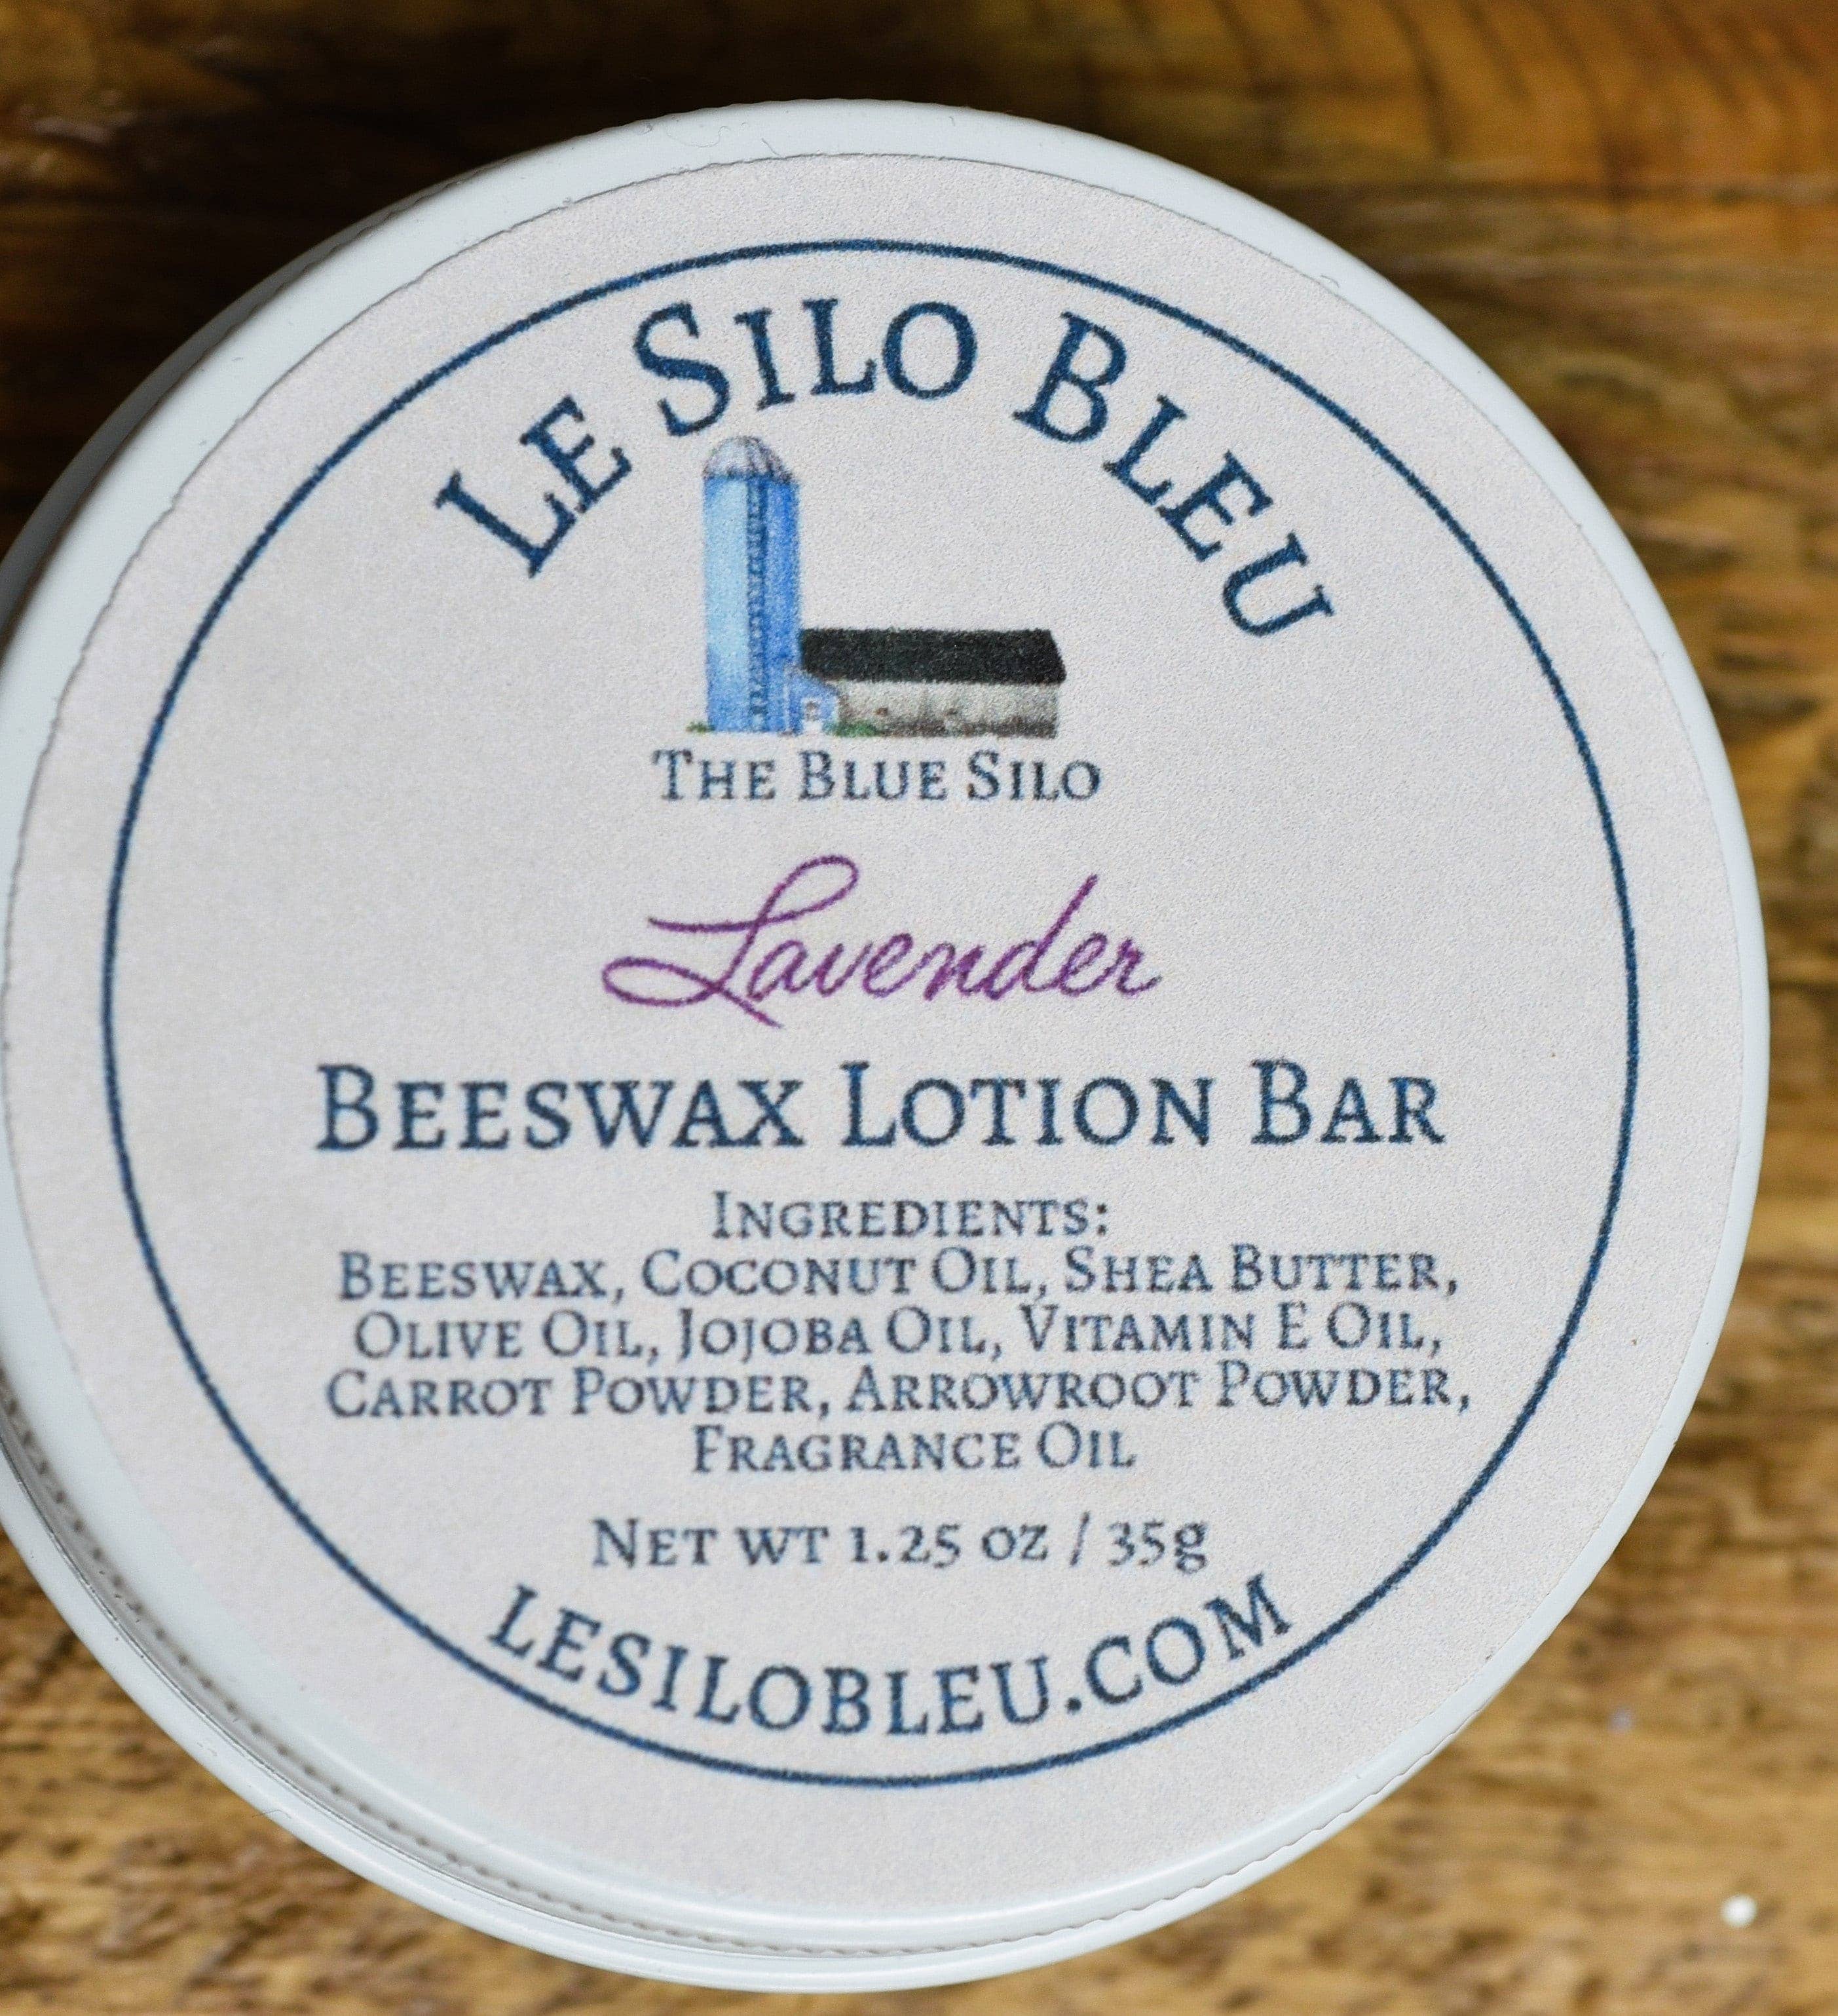 Le Silo Bleu
The Blue Silo
Lavender
Beeswax Lotion Bar
Ingredients:
Beeswax, Coconut Oil, Shea Butter,
Olive Oil, Jojoba Oil, Vitamin E Oil,
Carrot Powder, Arrowroot Powder,
Fragrance Oil
Net wt 1.25 oz / 35g
lesilobleu.com